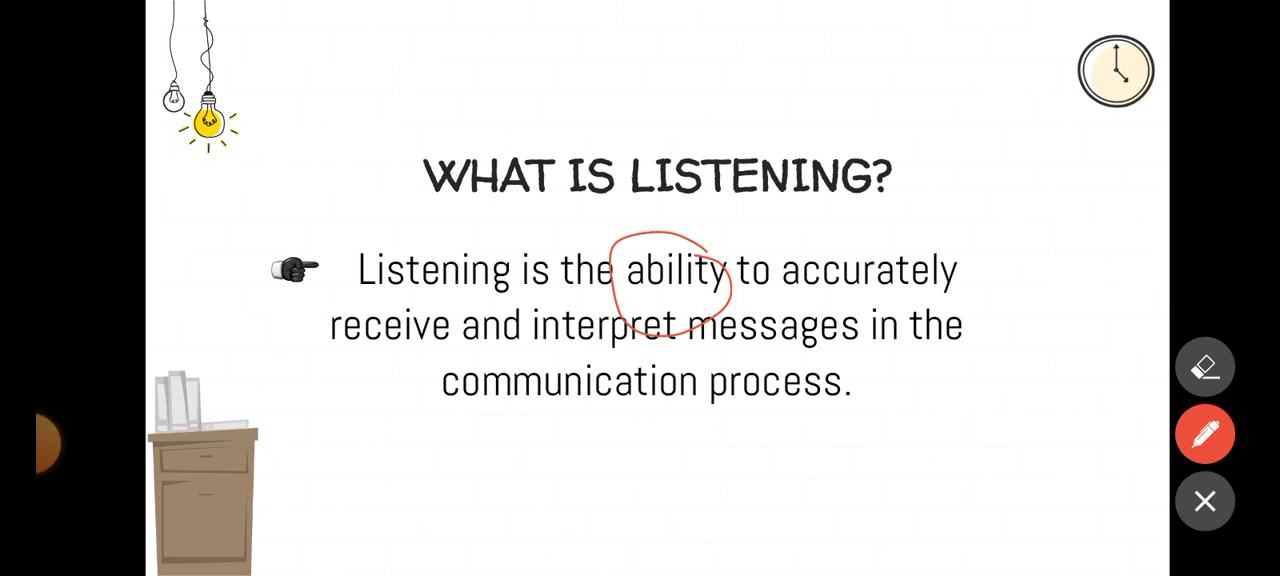 WHAT IS LISTENING?
Listening is the ability to accurately
receive and interpret messages in the
communication process.